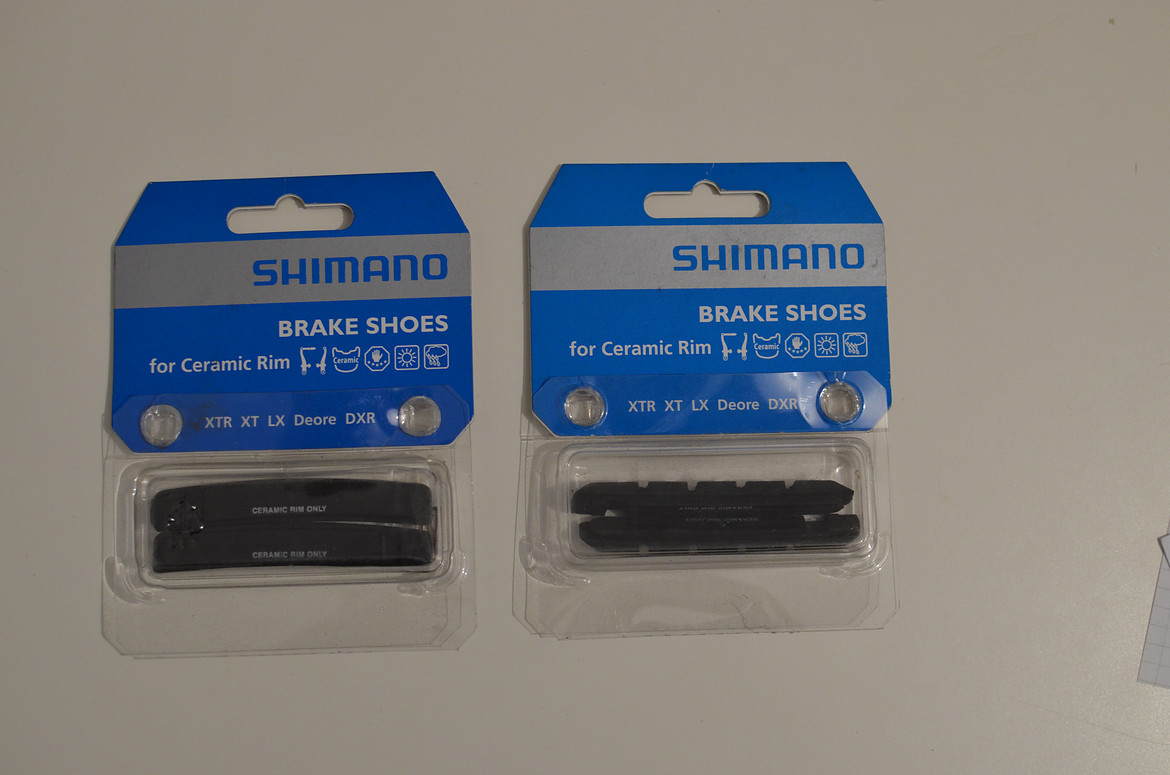 SHIMANO
BRAKE SHOES
for Ceramic Rim
Ceramic
XTR XT LX Deore DXR
CERAMIC RIM ONLY
CERAMIC RIM ONLY
SHIMANO
BRAKE SHOES
for Ceramic Rim
Ceramic
XTR XT LX Deore DXR